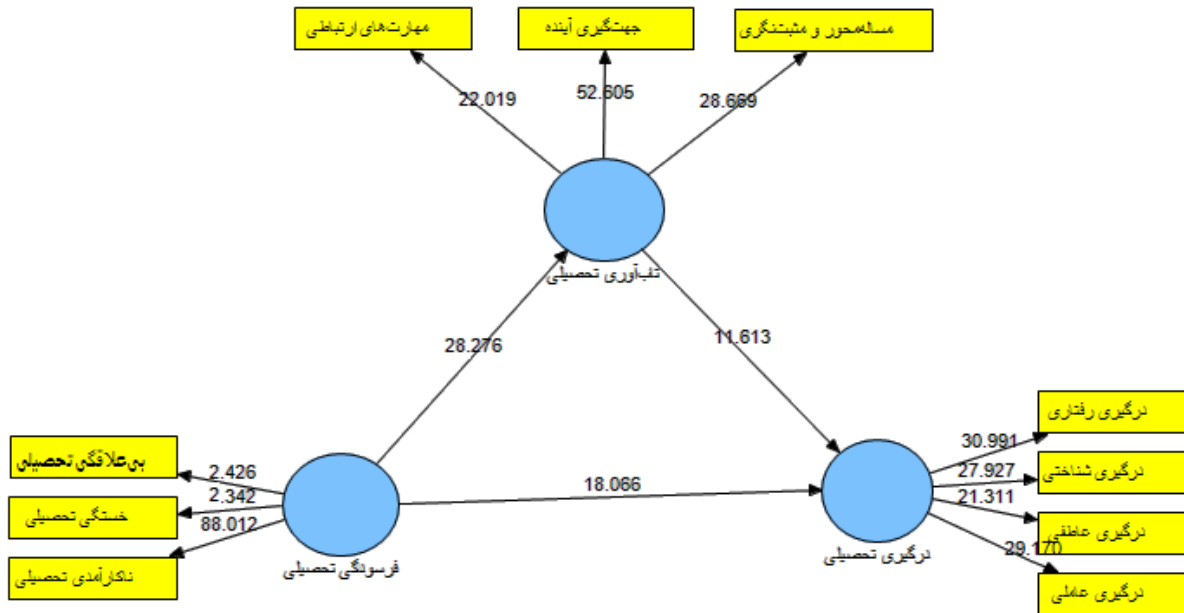 مهارت‌های ارتباطی
جهت‌گیری آینده
مساله‌محور و مثبت‌نگری
22.019
52.605
28.669
تاب‌آوری تحصیلی
28.276
11.613
بی‌علاقگی تحصیلی
2.426
خستگی تحصیلی
2.342
ناکارآمدی تحصیلی
88.012
فرسودگی تحصیلی
18.066
درگیری رفتاری
30.991
درگیری شناختی
27.927
درگیری عاطفی
21.311
درگیری عاملی
29.170
درگیری تحصیلی